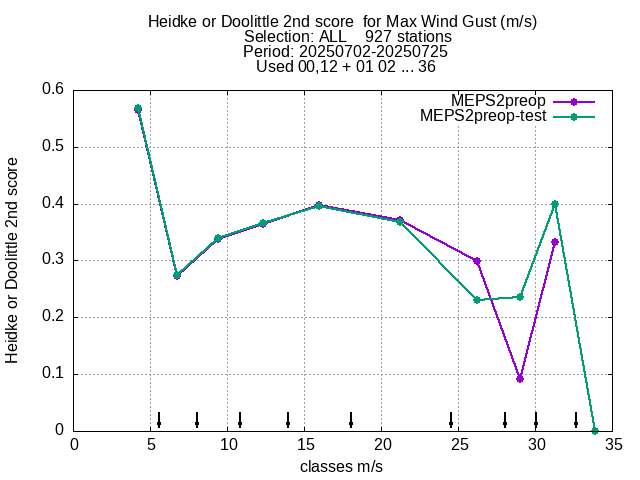 Heidke or Doolittle 2nd score  for Max Wind Gust (m/s)
Selection: ALL    927 stations
Period: 20250702-20250725
Used 00,12 + 01 02 ... 36
MEPS2preop
MEPS2preop-test
Heidke or Doolittle 2nd score
0.6
0.5
0.4
0.3
0.2
0.1
0
0 5 10 15 20 25 30 35
classes m/s